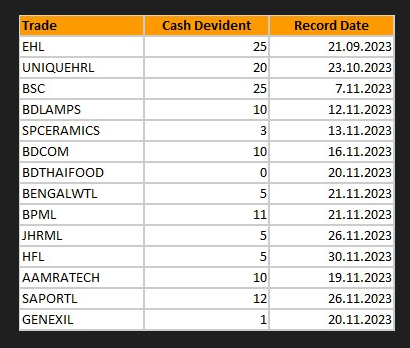 Trade Cash Devident Record Date
EHL 25 21.09.2023
UNIQUEHRL 20 23.10.2023
BSC 25 7.11.2023
BDLAMPS 10 12.11.2023
SPCERAMICS 3 13.11.2023
BDCOM 10 16.11.2023
BDTHAIFOOD 0 20.11.2023
BENGALWTL 5 21.11.2023
BPML 11 21.11.2023
JHRML 5 26.11.2023
HFL 5 30.11.2023
AAMRATECH 10 19.11.2023
SAPORTL 12 26.11.2023
GENEXIL 1 20.11.2023